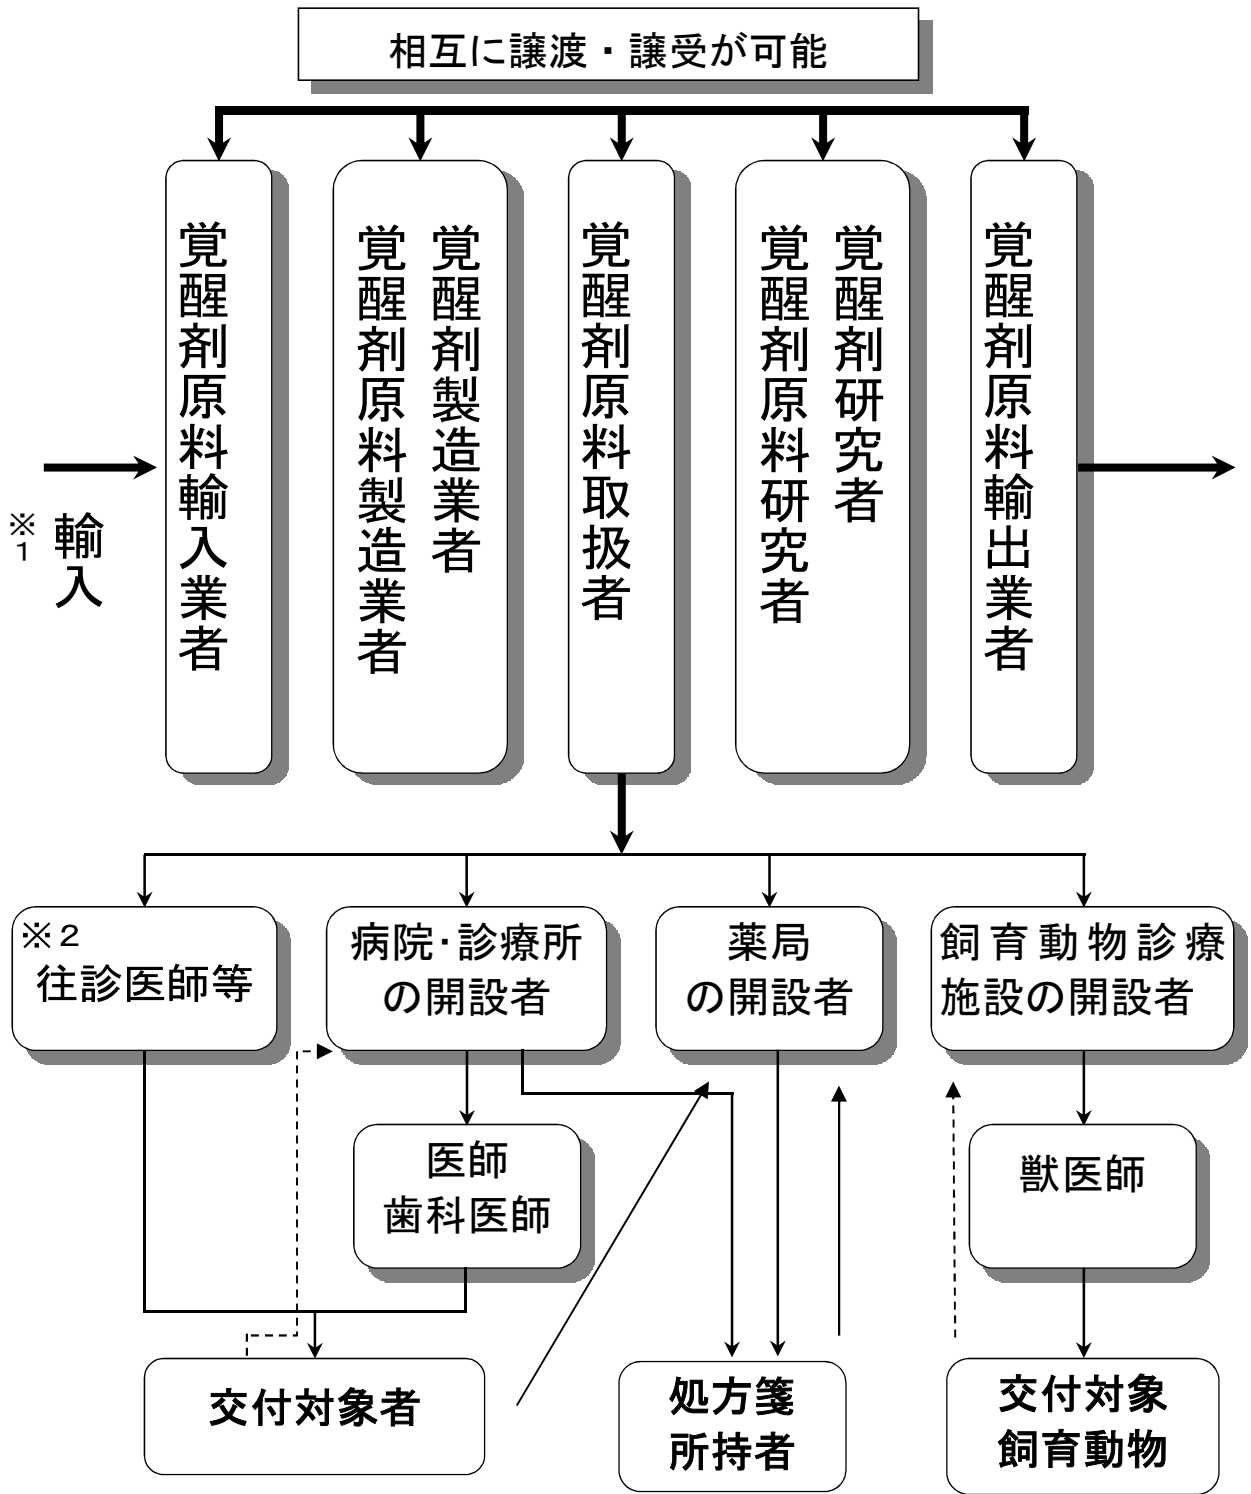 相互に譲渡・譲受が可能
※1
輸入
覚醒剤原料輸入業者
覚醒剤製造業者
覚醒剤原料製造業者
覚醒剤原料取扱者
覚醒剤研究者
覚醒剤原料研究者
覚醒剤原料輸出業者
※2
往診医師等
病院・診療所
の開設者
薬局
の開設者
飼育動物診療
施設の開設者
医師
歯科医師
獣医師
交付対象者
処方箋
所持者
交付対象
飼育動物